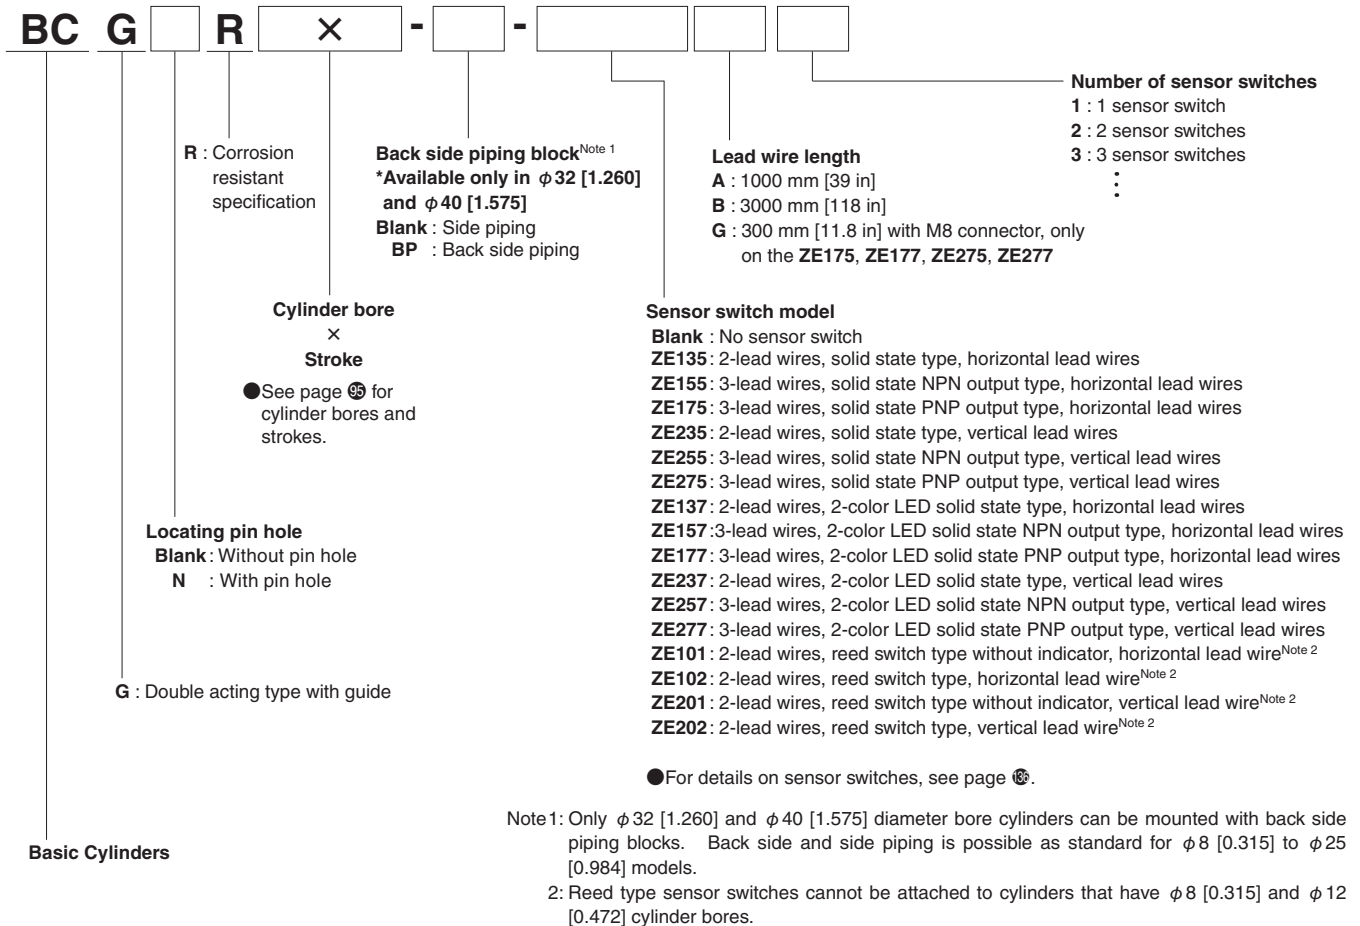 BC G R × - -
Number of sensor switches
1 : 1 sensor switch
2 : 2 sensor switches
3 : 3 sensor switches
R : Corrosion
resistant
specification
Back side piping block Note 1
*Available only in φ32 [1.260]
and φ40 [1.575]
Blank : Side piping
BP : Back side piping
Lead wire length
A : 1000 mm [39 in]
B : 3000 mm [118 in]
G : 300 mm [11.8 in] with M8 connector, only
on the ZE175, ZE177, ZE275, ZE277
Cylinder bore
×
Stroke
●See page 95 for
cylinder bores and
strokes.
Sensor switch model
Blank : No sensor switch
ZE135 : 2-lead wires, solid state type, horizontal lead wires
ZE155 : 3-lead wires, solid state NPN output type, horizontal lead wires
ZE175 : 3-lead wires, solid state PNP output type, horizontal lead wires
ZE235 : 2-lead wires, solid state type, vertical lead wires
ZE255 : 3-lead wires, solid state NPN output type, vertical lead wires
ZE275 : 3-lead wires, solid state PNP output type, vertical lead wires
ZE137 : 2-lead wires, 2-color LED solid state type, horizontal lead wires
ZE157 :3-lead wires, 2-color LED solid state NPN output type, horizontal lead wires
ZE177 : 3-lead wires, 2-color LED solid state PNP output type, horizontal lead wires
ZE237 : 2-lead wires, 2-color LED solid state type, vertical lead wires
ZE257 : 3-lead wires, 2-color LED solid state NPN output type, vertical lead wires
ZE277 : 3-lead wires, 2-color LED solid state PNP output type, vertical lead wires
ZE101 : 2-lead wires, reed switch type without indicator, horizontal lead wire Note 2
ZE102 : 2-lead wires, reed switch type, horizontal lead wire Note 2
ZE201 : 2-lead wires, reed switch type without indicator, vertical lead wire Note 2
ZE202 : 2-lead wires, reed switch type, vertical lead wire Note 2
●For details on sensor switches, see page 136.
Locating pin hole
Blank : Without pin hole
N : With pin hole
G : Double acting type with guide
Basic Cylinders
Note1: Only φ32 [1.260] and φ40 [1.575] diameter bore cylinders can be mounted with back side
piping blocks. Back side and side piping is possible as standard for φ8 [0.315] to φ25
[0.984] models.
2: Reed type sensor switches cannot be attached to cylinders that have φ8 [0.315] and φ12
[0.472] cylinder bores.